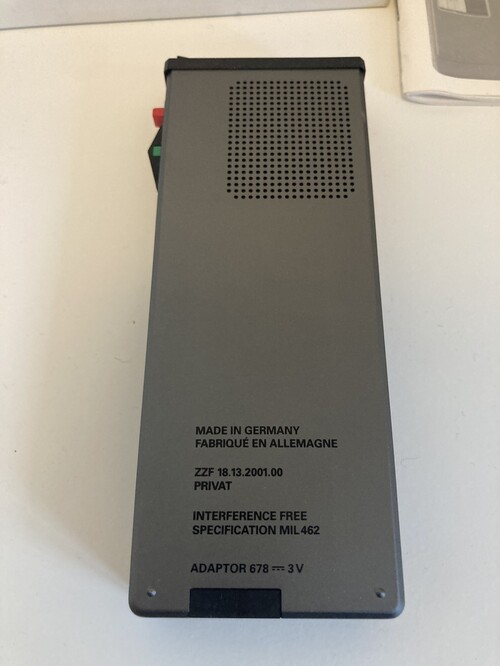 MADE IN GERMANY
FABRIQUÉ EN ALLEMAGNE
ZZF 18.13.2001.00
PRIVAT
INTERFERENCE FREE
SPECIFICATION MIL 462
ADAPTOR 678 ⎓ 3 V